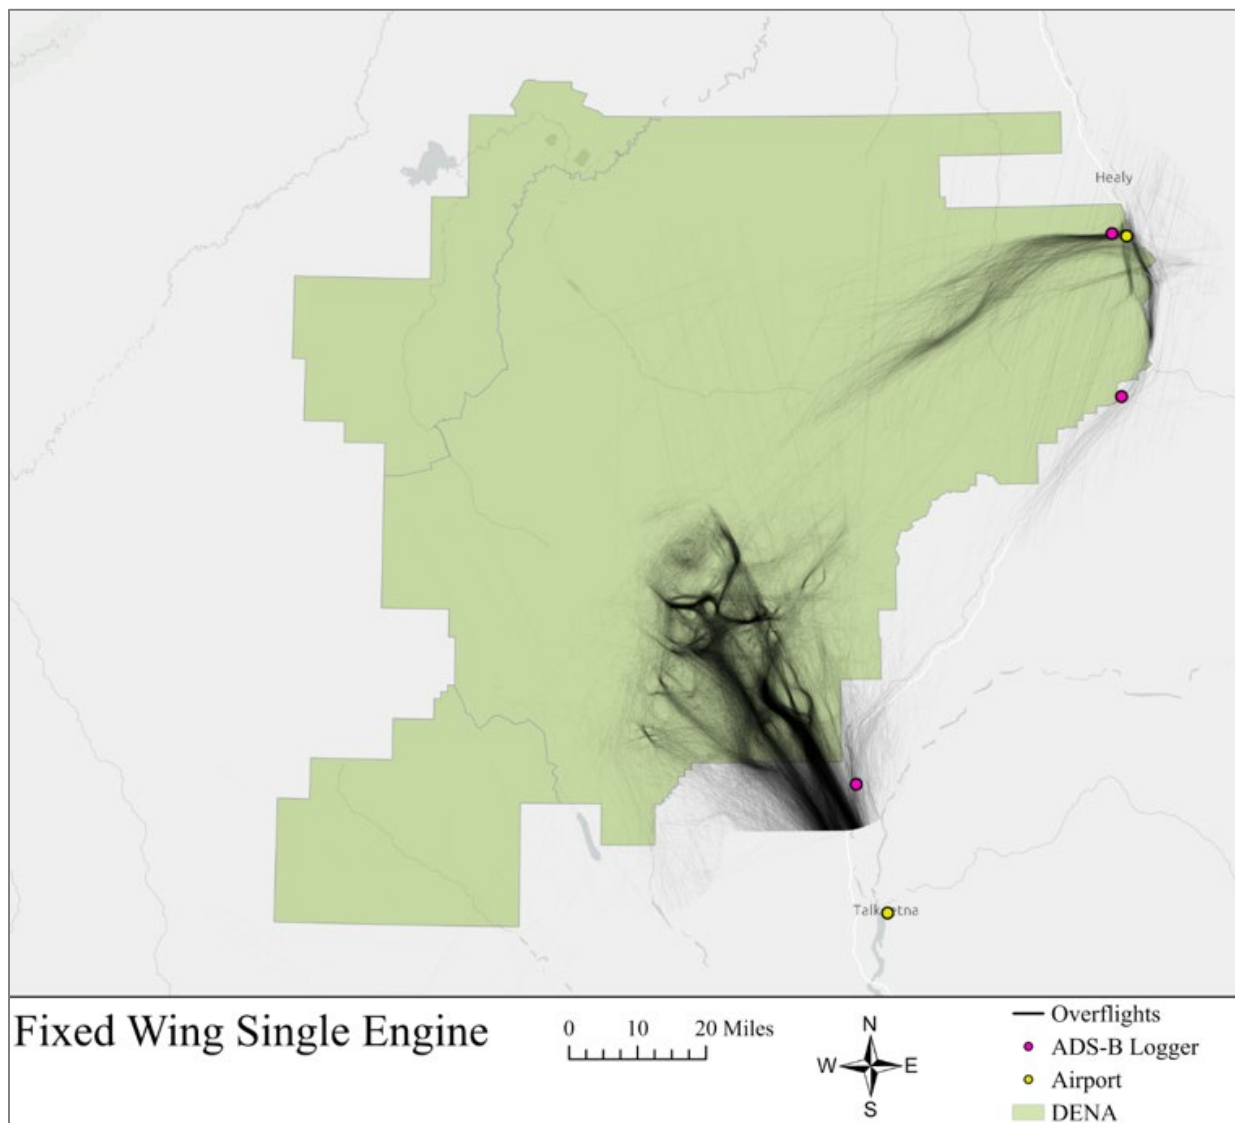 Healy
Talkeetna
Fixed Wing Single Engine
0 10 20 Miles
N
W E
S
Overflights
ADS-B Logger
Airport
DENA